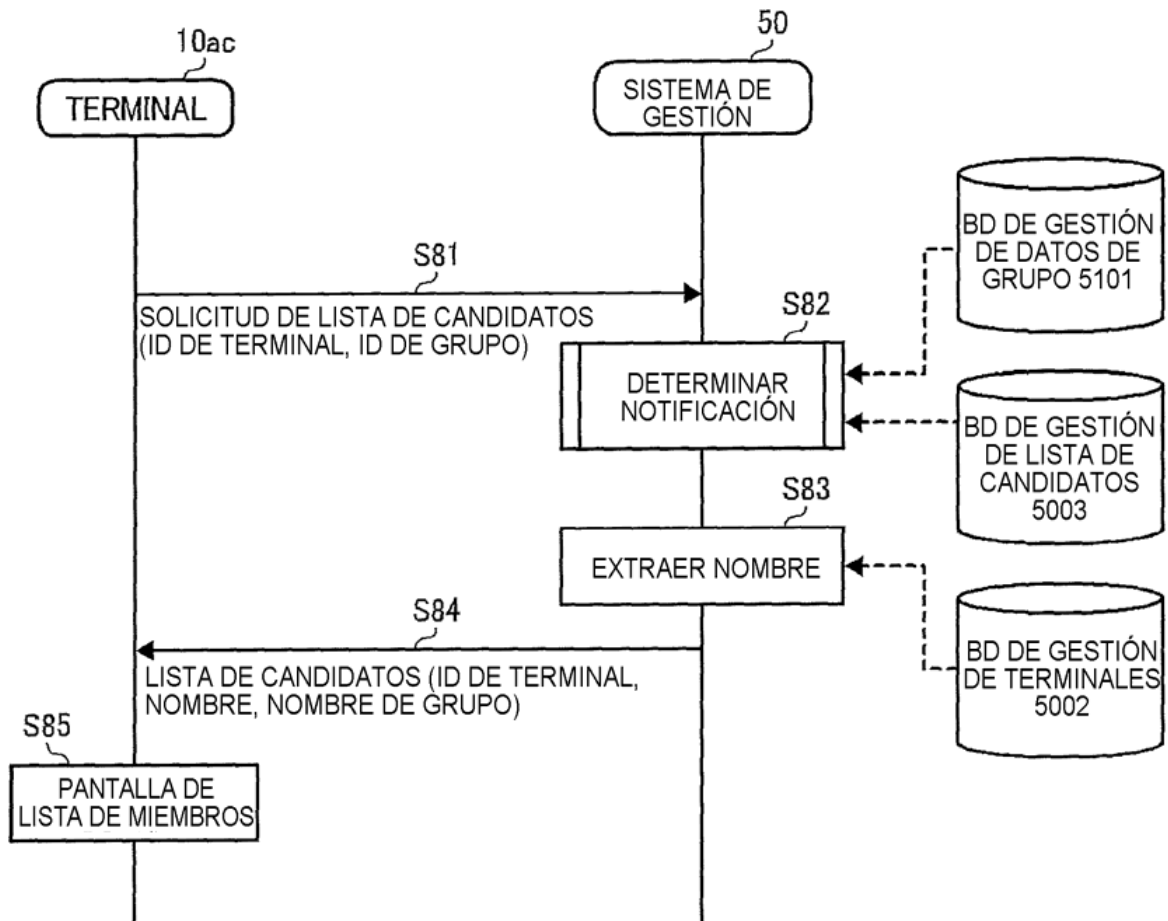 10ac
50
TERMINAL
SISTEMA DE
GESTIÓN
BD DE GESTIÓN
DE DATOS DE
GRUPO 5101
S81
SOLICITUD DE LISTA DE CANDIDATOS
(ID DE TERMINAL, ID DE GRUPO)
S82
DETERMINAR
NOTIFICACIÓN
BD DE GESTIÓN
DE LISTA DE
CANDIDATOS
5003
S83
EXTRAER NOMBRE
S84
LISTA DE CANDIDATOS (ID DE TERMINAL,
NOMBRE, NOMBRE DE GRUPO)
BD DE GESTIÓN
DE TERMINALES
5002
S85
PANTALLA DE
LISTA DE MIEMBROS